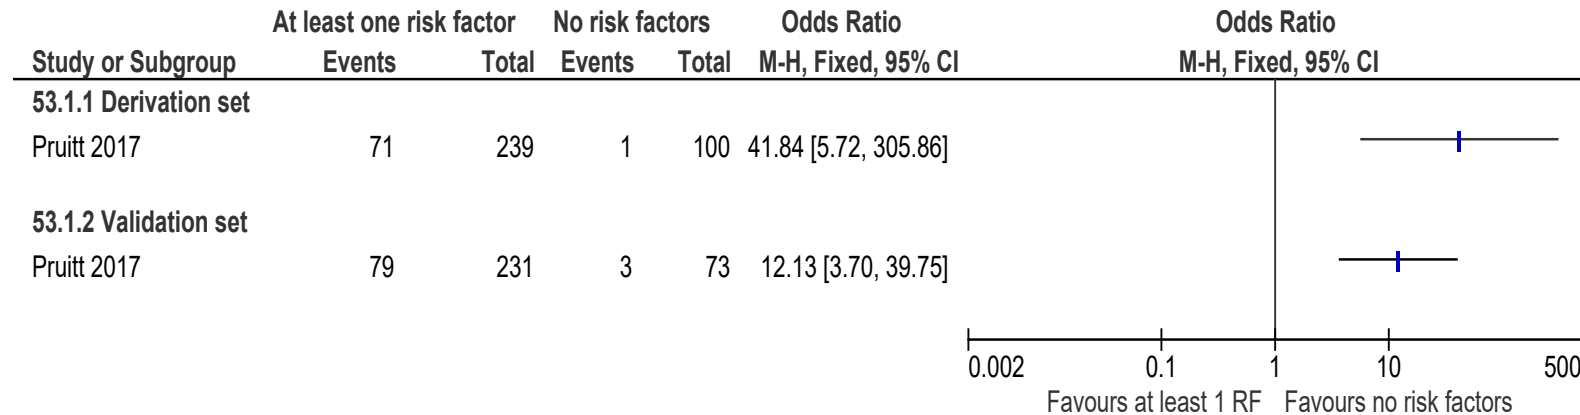 At least one risk factor No risk factors Odds Ratio Odds Ratio
Study or Subgroup Events Total Events Total M-H, Fixed, 95% CI M-H, Fixed, 95% CI
53.1.1 Derivation set
Pruitt 2017 71 239 1 100 41.84 [5.72, 305.86]
53.1.2 Validation set
Pruitt 2017 79 231 3 73 12.13 [3.70, 39.75]
0.002 0.1 1 10 500
Favours at least 1 RF Favours no risk factors